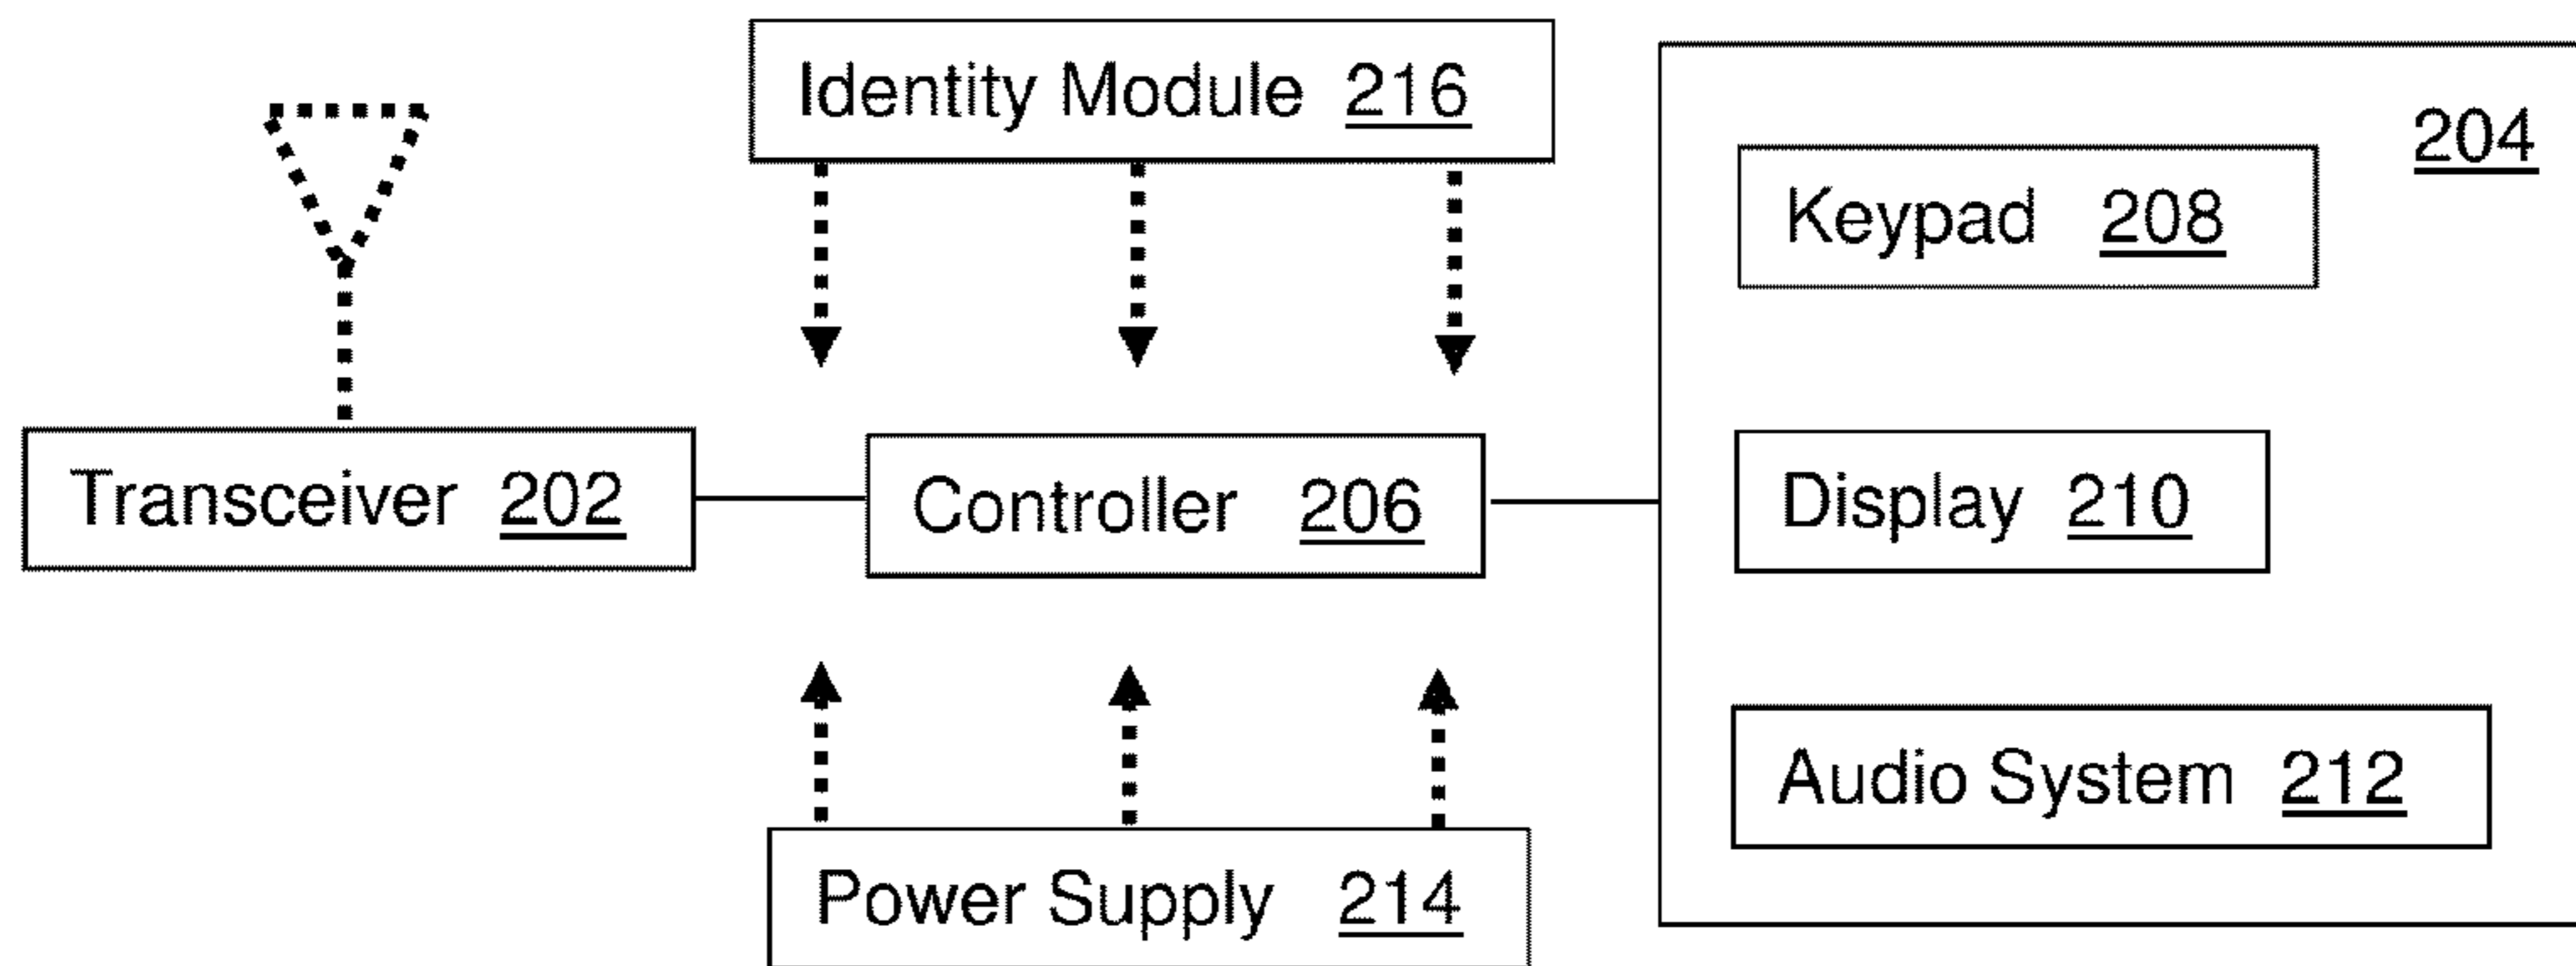 Identity Module 216
204
Keypad 208
Transceiver 202
Controller 206
Display 210
Audio System 212
Power Supply 214